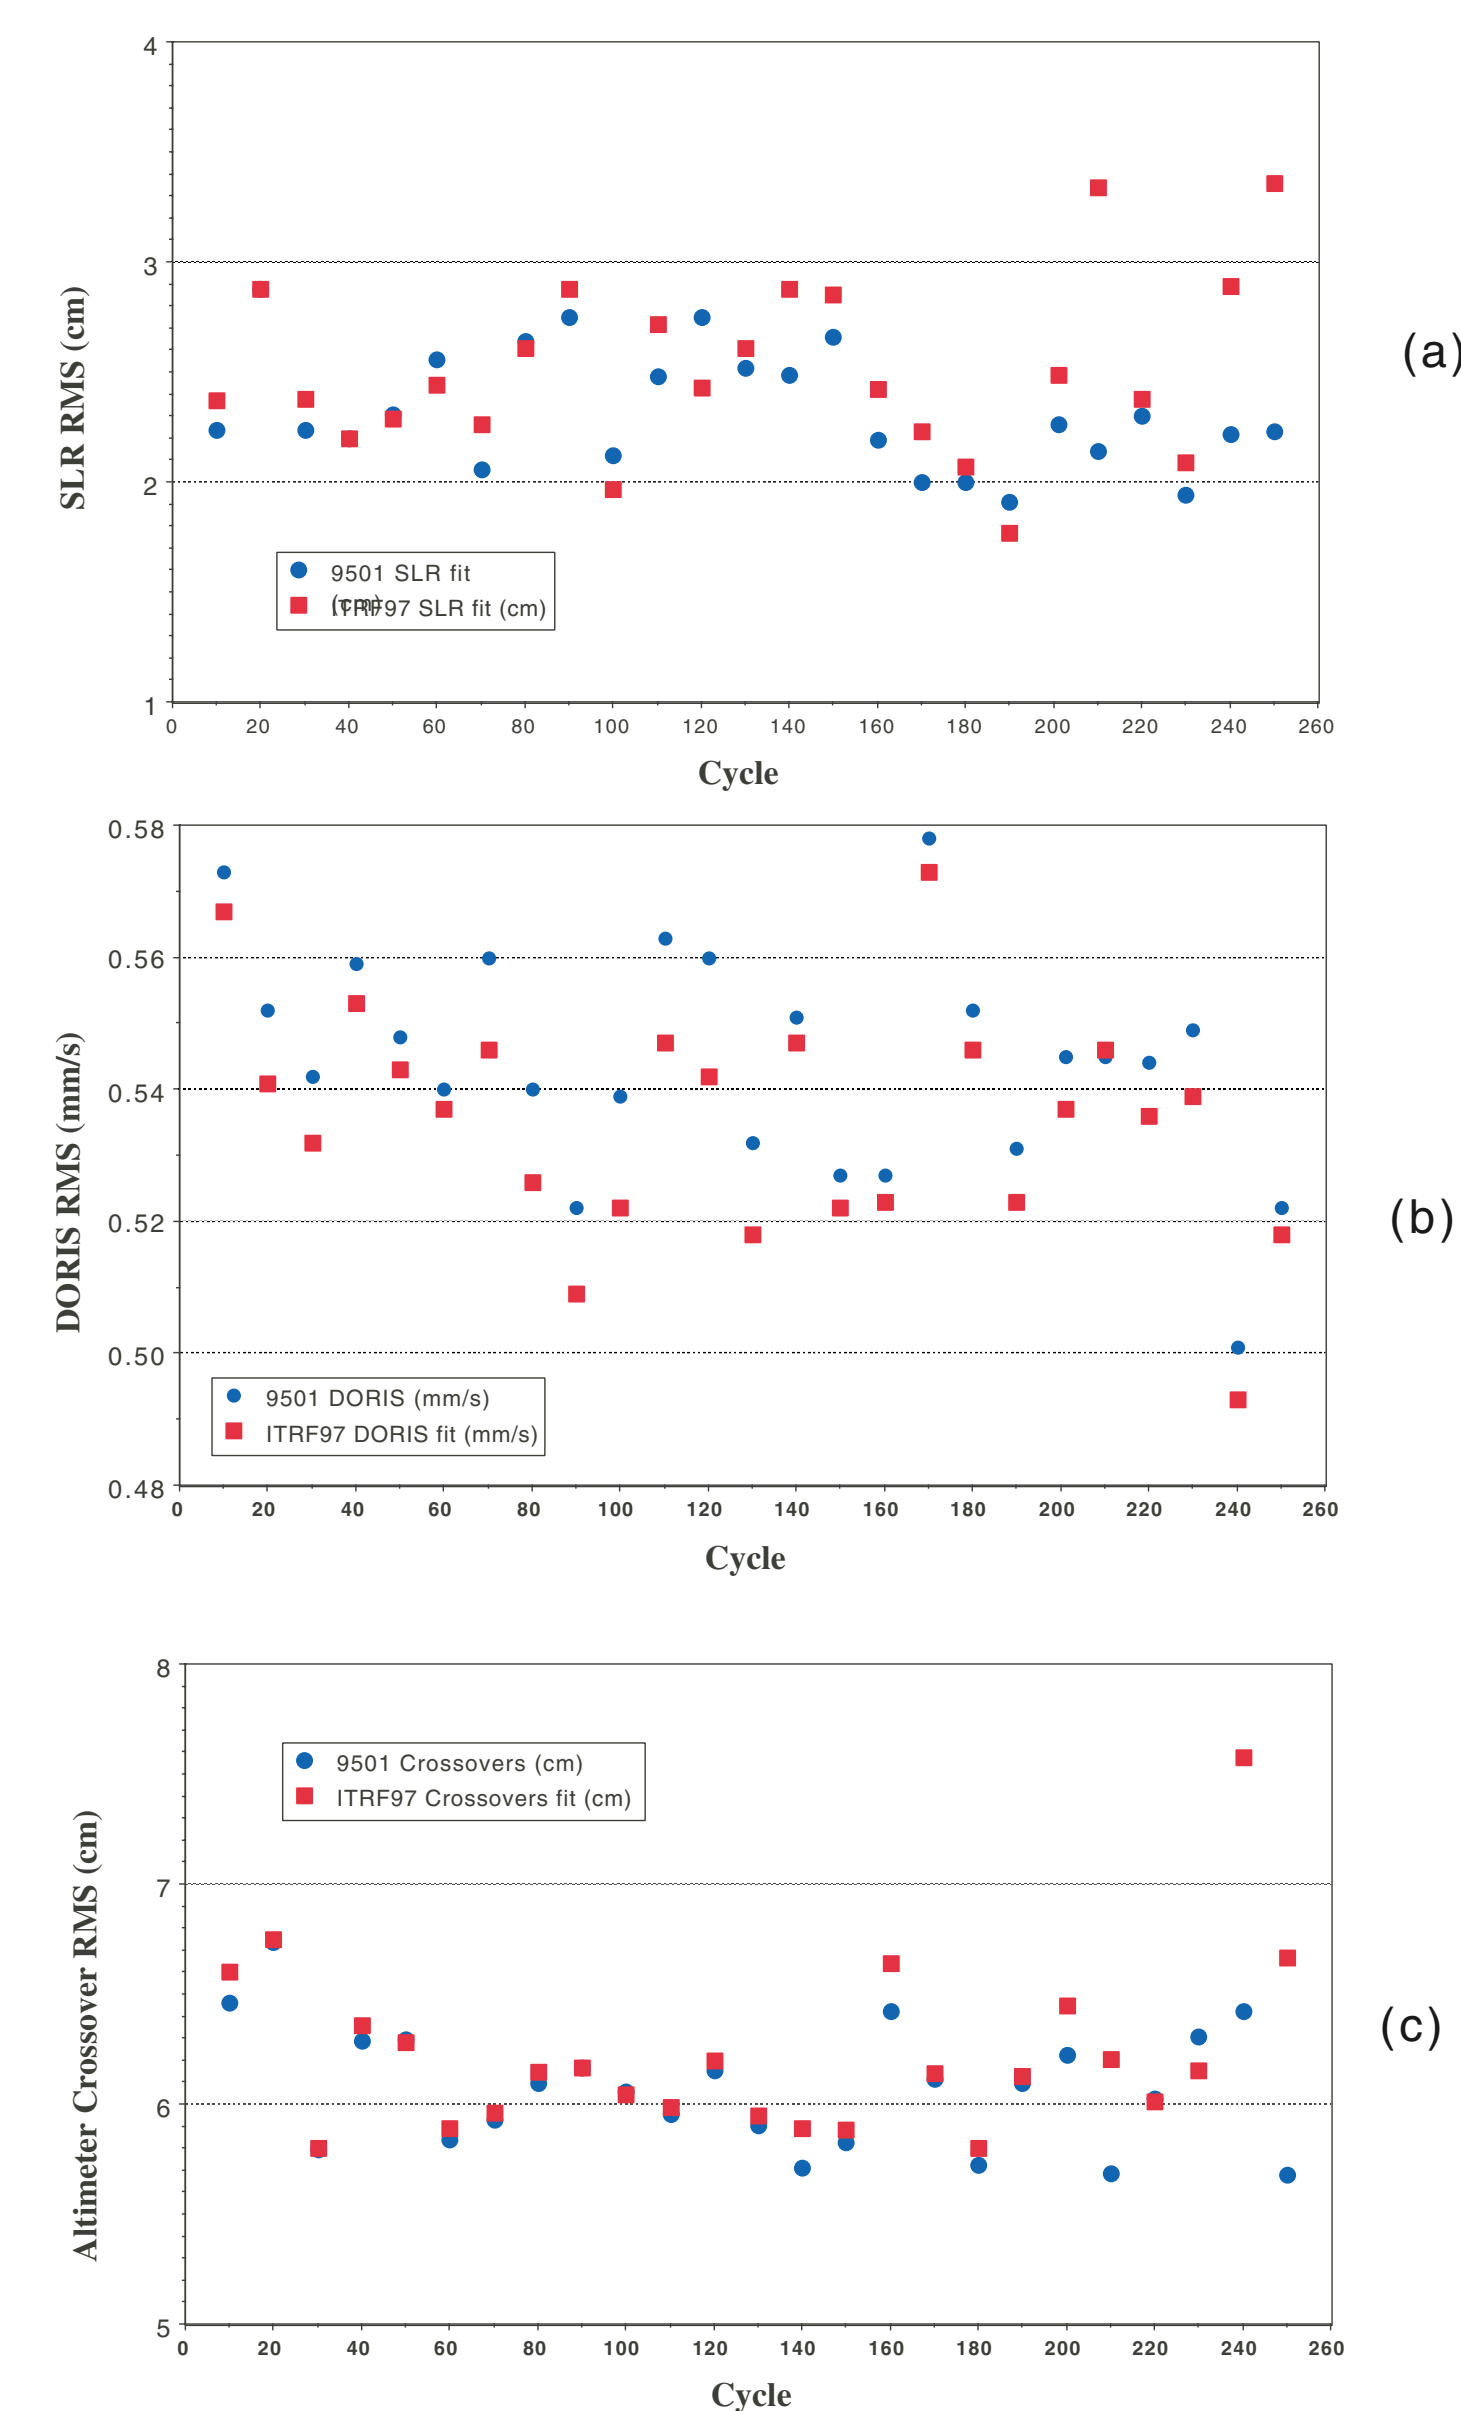 4
3
2
1
SLR RMS (cm)
9501 SLR fit
(cm)
ITRF97 SLR fit (cm)
0 20 40 60 80 100 120 140 160 180 200 220 240 260
Cycle
(a)
0.58
0.56
0.54
0.52
0.50
0.48
DORIS RMS (mm/s)
9501 DORIS (mm/s)
ITRF97 DORIS fit (mm/s)
0 20 40 60 80 100 120 140 160 180 200 220 240 260
Cycle
(b)
8
7
6
5
Altimeter Crossover RMS (cm)
9501 Crossovers (cm)
ITRF97 Crossovers fit (cm)
0 20 40 60 80 100 120 140 160 180 200 220 240 260
Cycle
(c)